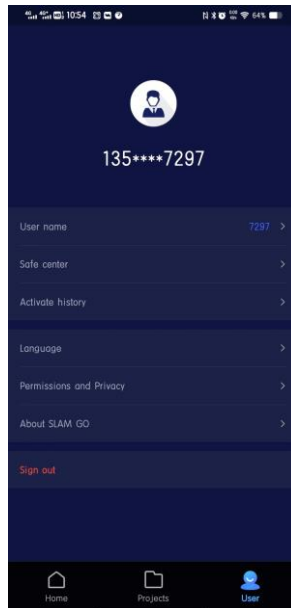 10:54
64%
135****7297
User name 7297
Safe center
Activate history
Language
Permissions and Privacy
About SLAM GO
Sign out
Home Projects User